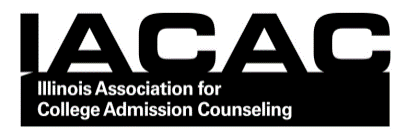 IACAC
Illinois Association for
College Admission Counseling